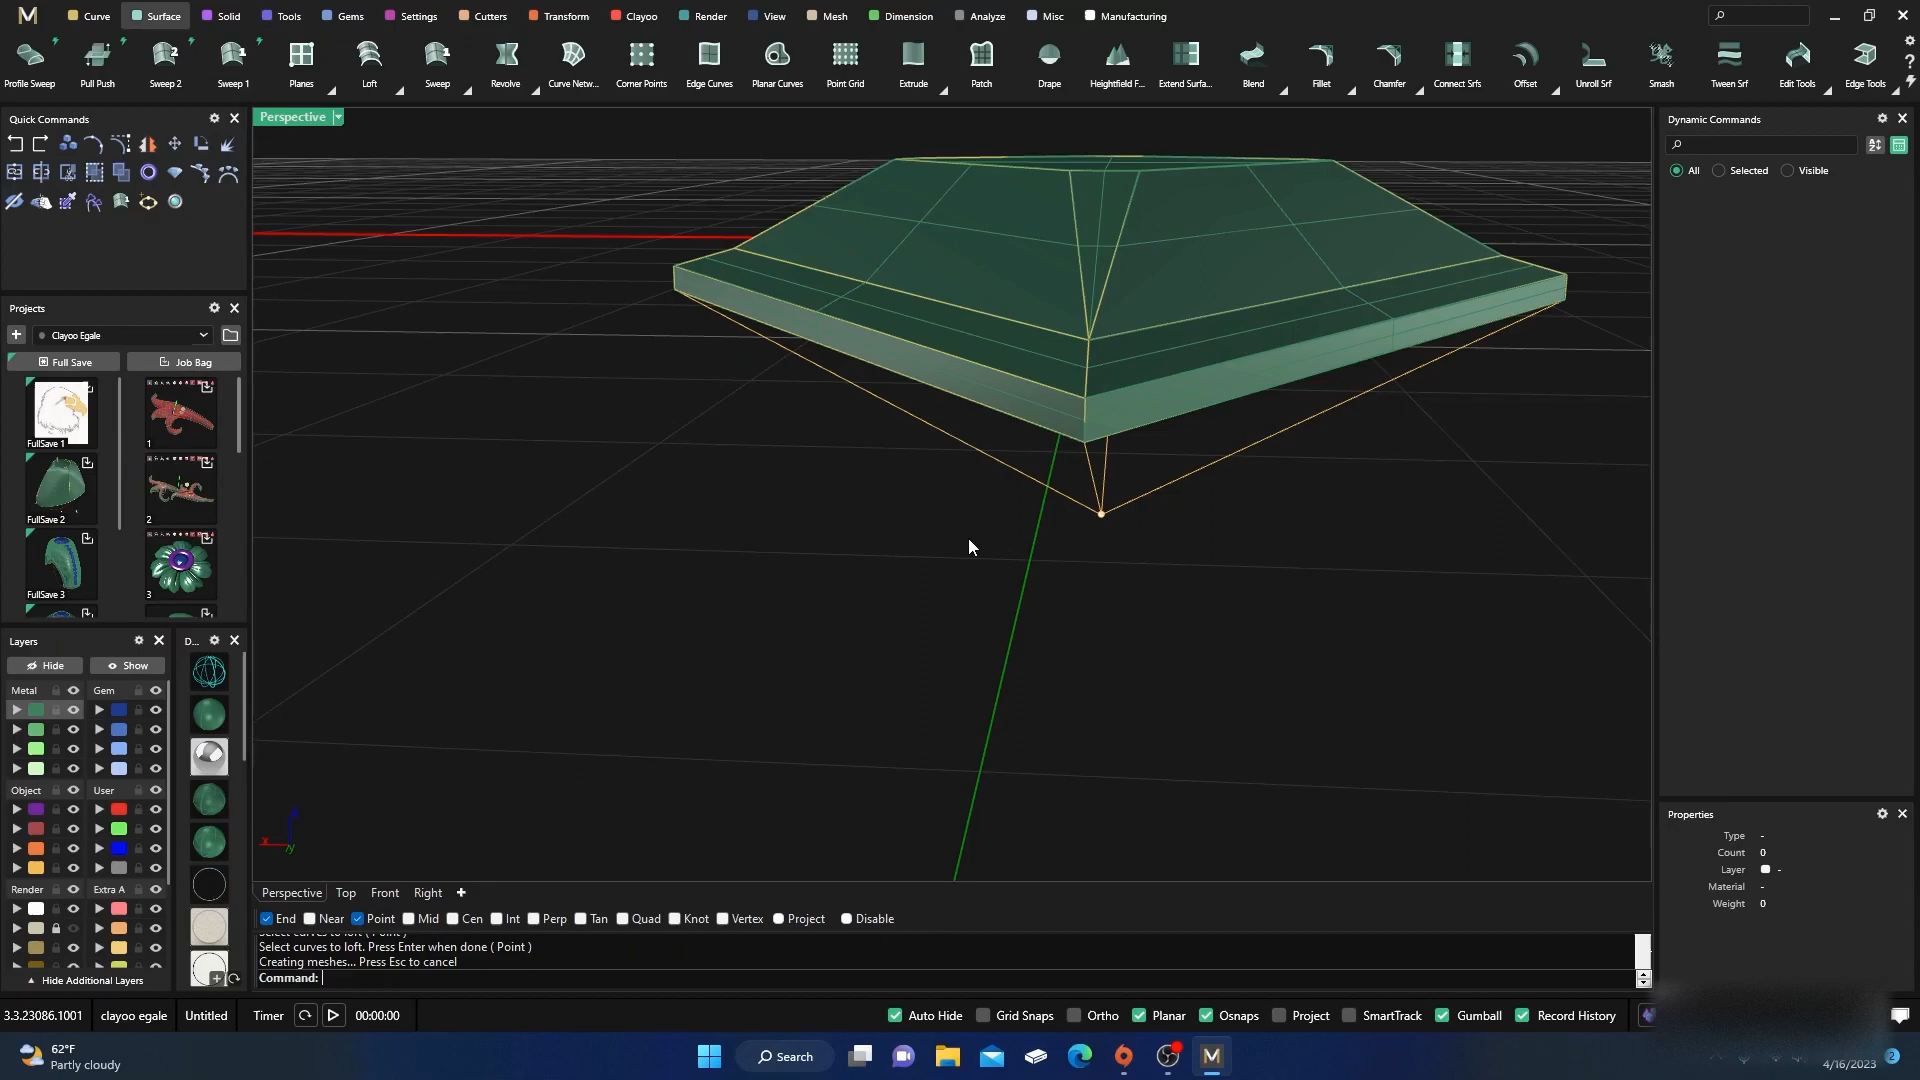 Curve Surface Solid Tools Gems Settings Cutters Transform Clayoo Render View Mesh Dimension Analyze Misc Manufacturing
2 1 1
Profile Sweep Pull Push Sweep 2 Sweep 1 Planes Loft Sweep Revolve Curve Netw... Corner Points Edge Curves Planar Curves Point Grid Extrude Patch Drape Heightfield F... Extend Surfa... Blend Fillet Chamfer Connect Srfs Offset Unroll Srf Smash Tween Srf Edit Tools Edge Tools
Quick Commands
Projects
Clayoo Egale
Full Save Job Bag
FullSave 1 1
FullSave 2 2
FullSave 3 3
Layers D...
Hide Show
Metal Gem
Object User
Render Extra A
Hide Additional Layers
Perspective
x
y
Perspective Top Front Right
End Near Point Mid Cen Int Perp Tan Quad Knot Vertex Project Disable
Select curves to loft. Press Enter when done ( Point )
Creating meshes... Press Esc to cancel
Command:
Dynamic Commands
All Selected Visible
Properties
Type -
Count 0
Layer -
Material -
Weight 0
3.3.23086.1001 clayoo egale Untitled Timer 00:00:00 Auto Hide Grid Snaps Ortho Planar Osnaps Project SmartTrack Gumball Record History
62°F
Partly cloudy
Search
4/16/2023 2